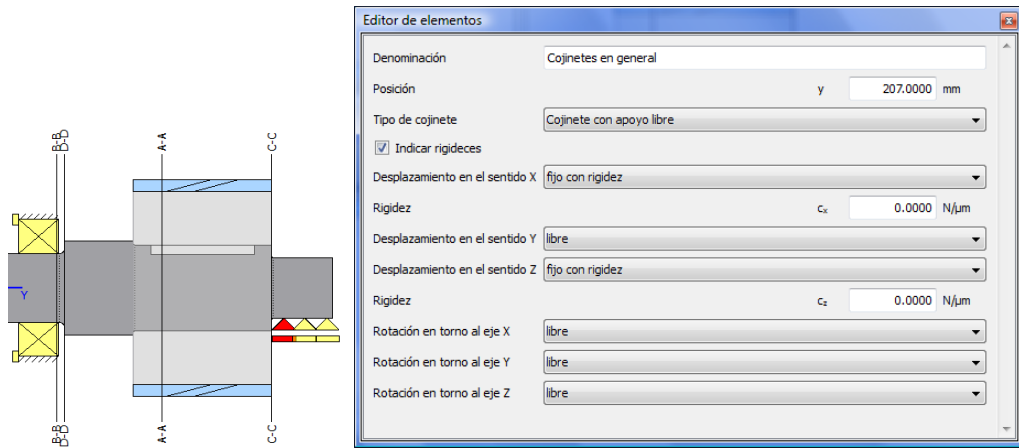 B-B
D-D
A-A
C-C
Y
B-B
D-D
A-A
C-C
Editor de elementos
Denominación Cojinetes en general
Posición y 207.0000 mm
Tipo de cojinete Cojinete con apoyo libre
Indicar rigideces
Desplazamiento en el sentido X fijo con rigidez
Rigidez cx 0.0000 N/µm
Desplazamiento en el sentido Y libre
Desplazamiento en el sentido Z fijo con rigidez
Rigidez cz 0.0000 N/µm
Rotación en torno al eje X libre
Rotación en torno al eje Y libre
Rotación en torno al eje Z libre